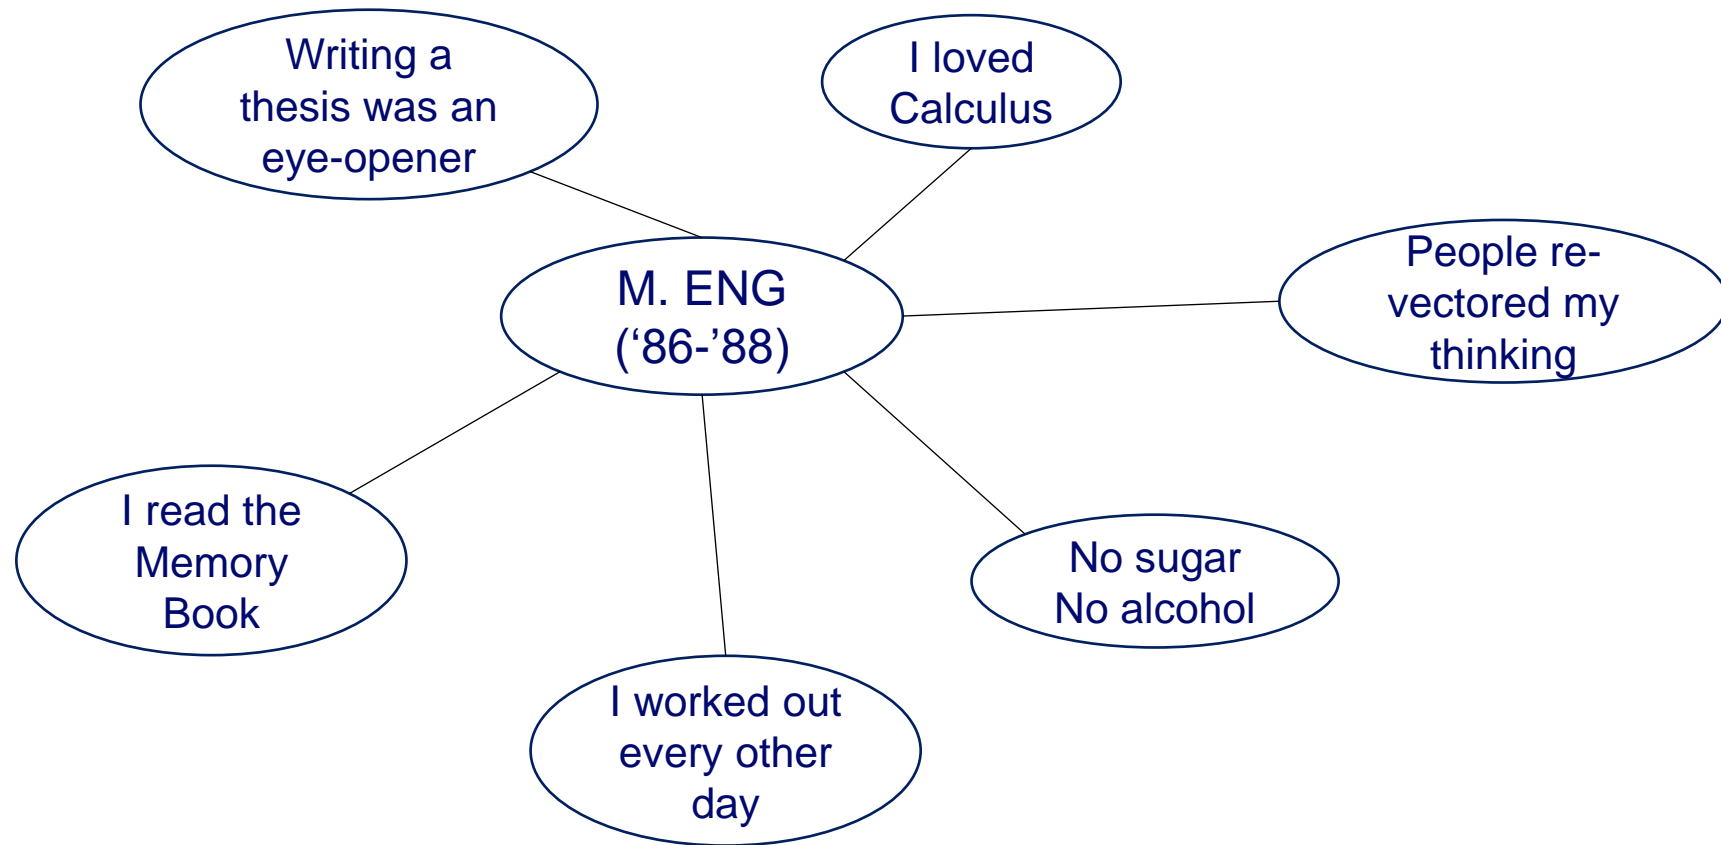 Writing a
thesis was an
eye-opener
I loved
Calculus
M. ENG
(‘86-’88)
People re-
vectored my
thinking
I read the
Memory
Book
No sugar
No alcohol
I worked out
every other
day